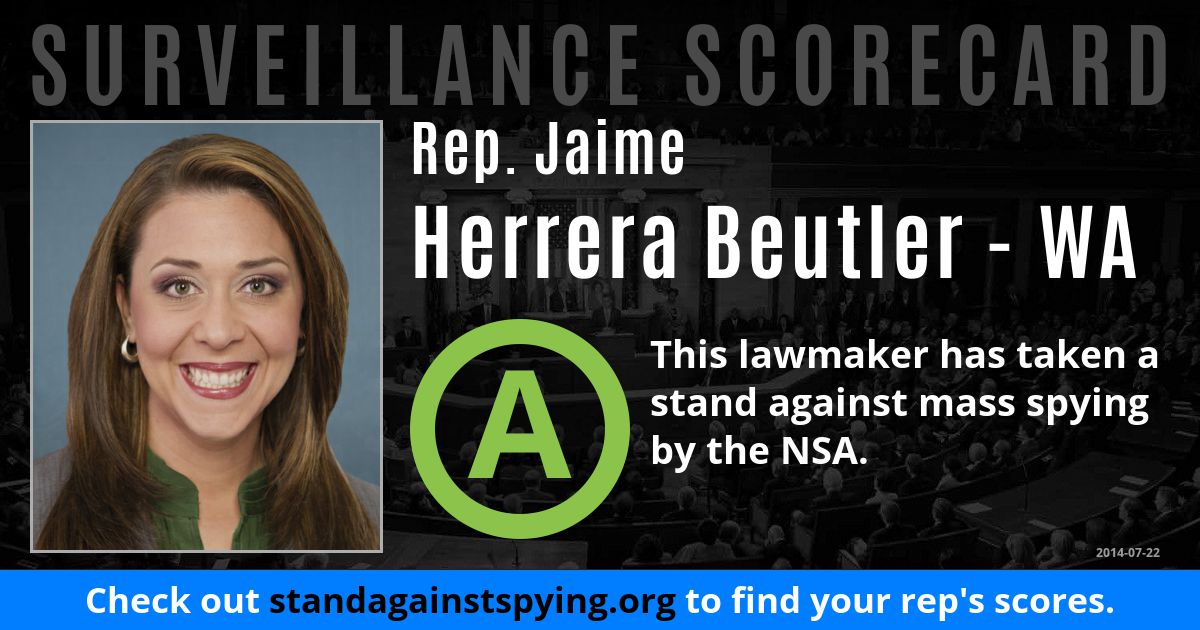 SURVEILLANCE SCORECARD
Rep. Jaime
Herrera Beutler - WA
A
This lawmaker has taken a
stand against mass spying
by the NSA.
2014-07-22
Check out standagainstspying.org to find your rep's scores.